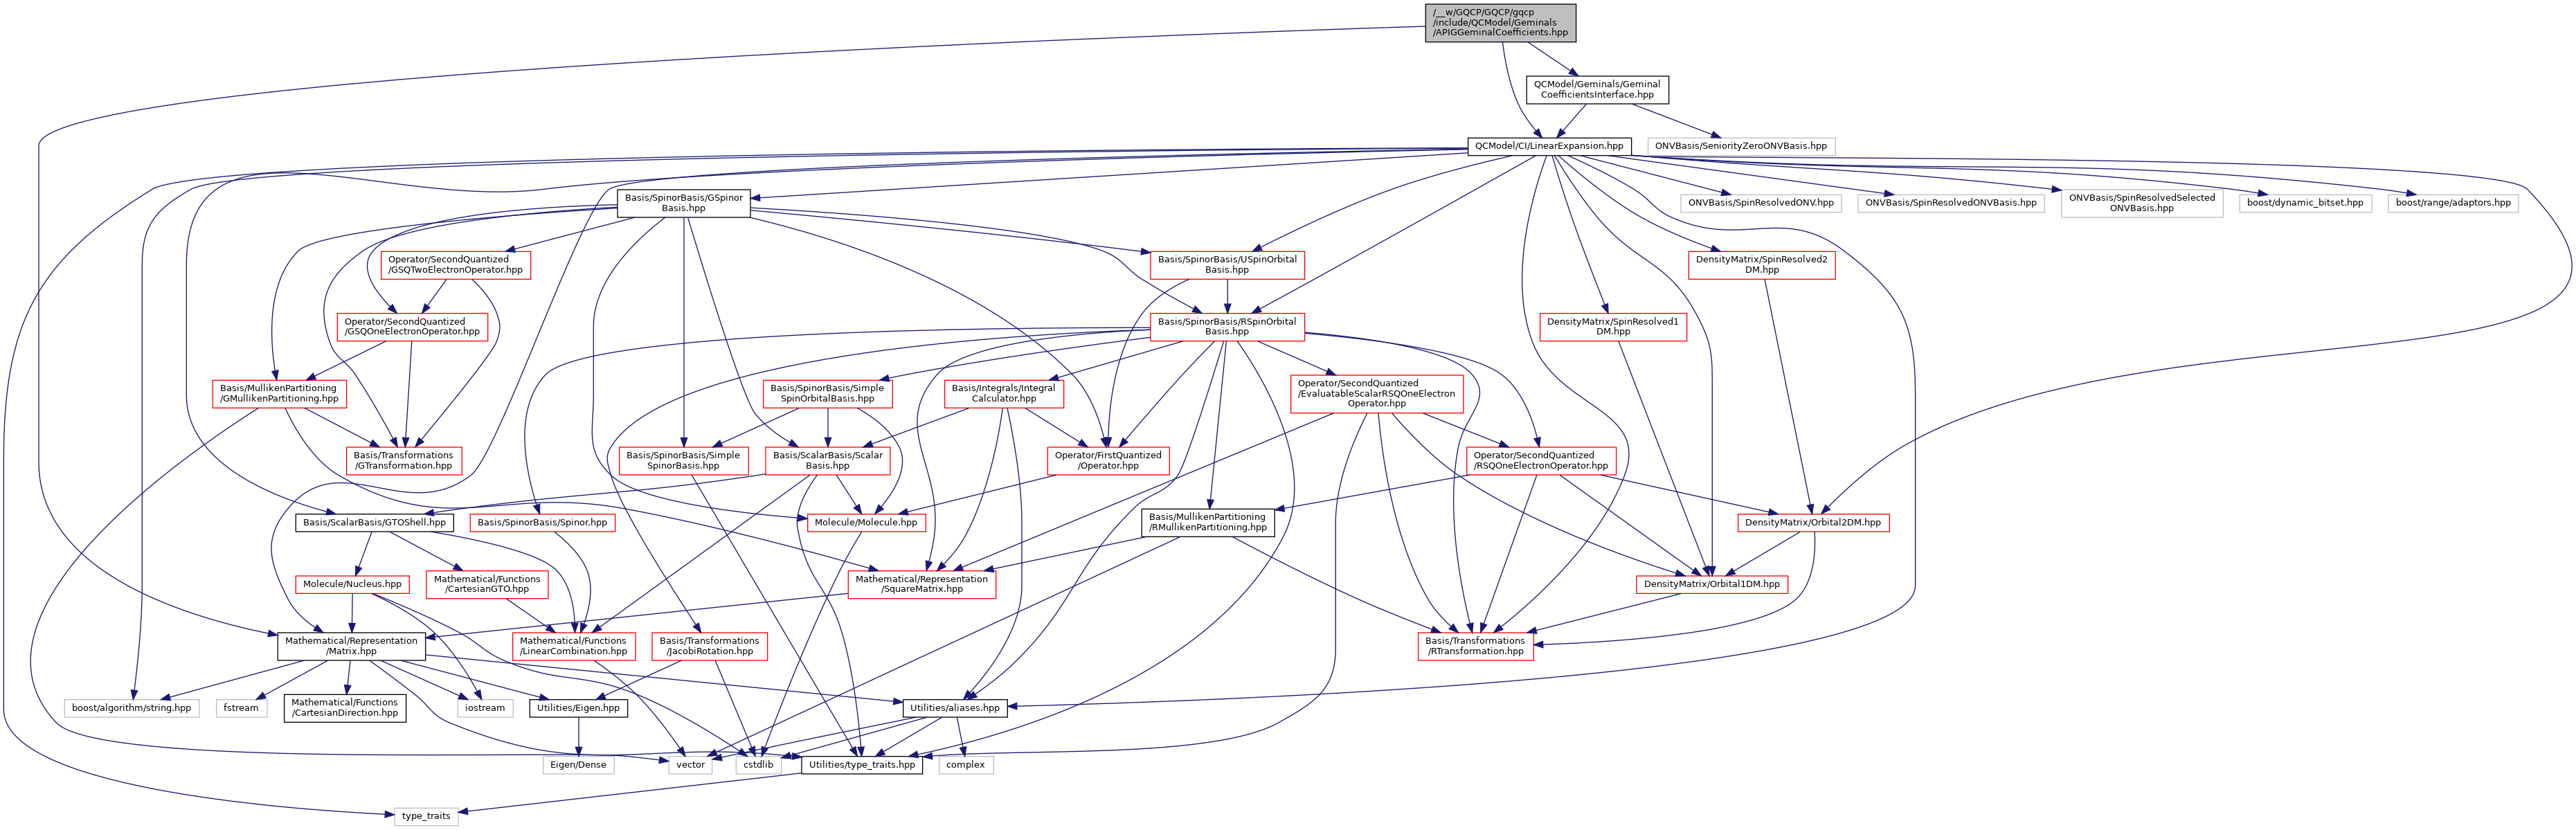 /__w/GQCP/GQCP/gqcp
/include/QCModel/Geminals
/APIGGeminalCoefficients.hpp
QCModel/Geminals/Geminal
CoefficientsInterface.hpp
QCModel/CI/LinearExpansion.hpp
ONVBasis/SeniorityZeroONVBasis.hpp
Basis/SpinorBasis/GSpinor
Basis.hpp
ONVBasis/SpinResolvedONV.hpp
ONVBasis/SpinResolvedONVBasis.hpp
ONVBasis/SpinResolvedSelected
ONVBasis.hpp
boost/dynamic_bitset.hpp
boost/range/adaptors.hpp
Operator/SecondQuantized
/GSQTwoElectronOperator.hpp
Basis/SpinorBasis/USpinOrbital
Basis.hpp
DensityMatrix/SpinResolved2
DM.hpp
Operator/SecondQuantized
/GSQOneElectronOperator.hpp
Basis/SpinorBasis/RSpinOrbital
Basis.hpp
DensityMatrix/SpinResolved1
DM.hpp
Basis/MullikenPartitioning
/GMullikenPartitioning.hpp
Basis/SpinorBasis/Simple
SpinOrbitalBasis.hpp
Basis/Integrals/Integral
Calculator.hpp
Operator/SecondQuantized
/EvaluatableScalarRSQOneElectron
Operator.hpp
Basis/Transformations
/GTransformation.hpp
Basis/SpinorBasis/Simple
SpinorBasis.hpp
Basis/ScalarBasis/Scalar
Basis.hpp
Operator/FirstQuantized
/Operator.hpp
Operator/SecondQuantized
/RSQOneElectronOperator.hpp
Basis/ScalarBasis/GTOShell.hpp
Basis/SpinorBasis/Spinor.hpp
Molecule/Molecule.hpp
Basis/MullikenPartitioning
/RMullikenPartitioning.hpp
DensityMatrix/Orbital2DM.hpp
Molecule/Nucleus.hpp
Mathematical/Functions
/CartesianGTO.hpp
Mathematical/Representation
/SquareMatrix.hpp
DensityMatrix/Orbital1DM.hpp
Mathematical/Representation
/Matrix.hpp
Mathematical/Functions
/LinearCombination.hpp
Basis/Transformations
/JacobiRotation.hpp
Basis/Transformations
/RTransformation.hpp
boost/algorithm/string.hpp
fstream
Mathematical/Functions
/CartesianDirection.hpp
iostream
Utilities/Eigen.hpp
Utilities/aliases.hpp
Eigen/Dense
vector
cstdlib
Utilities/type_traits.hpp
complex
type_traits